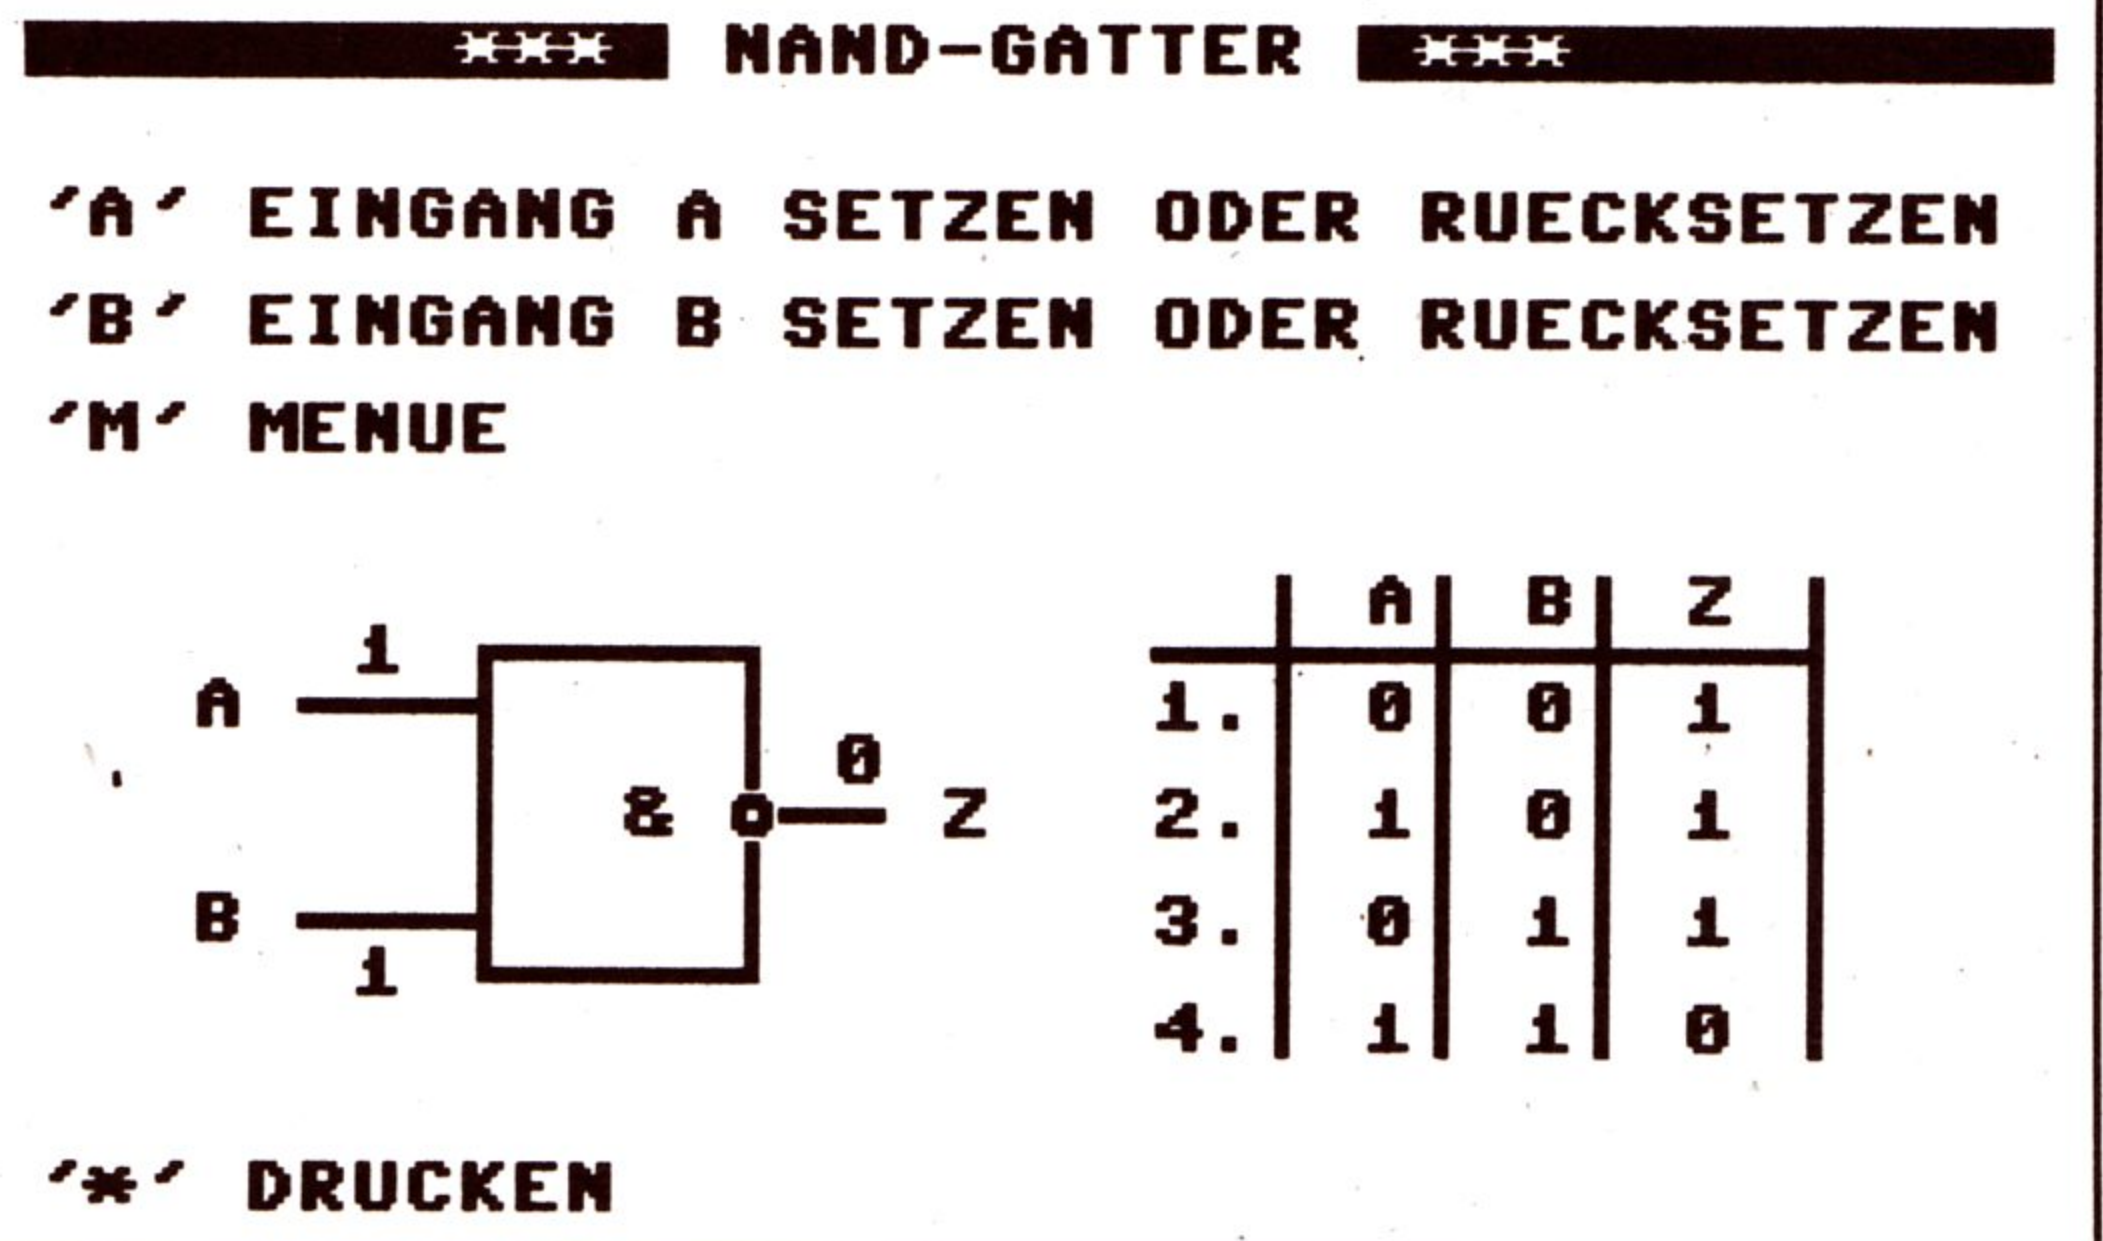 *** NAND-GATTER ***
'A' EINGANG A SETZEN ODER RUECKSETZEN
'B' EINGANG B SETZEN ODER RUECKSETZEN
'M' MENUE
1
A
& o
0
Z
B
1
A B Z
1. 0 0 1
2. 1 0 1
3. 0 1 1
4. 1 1 0
'*' DRUCKEN